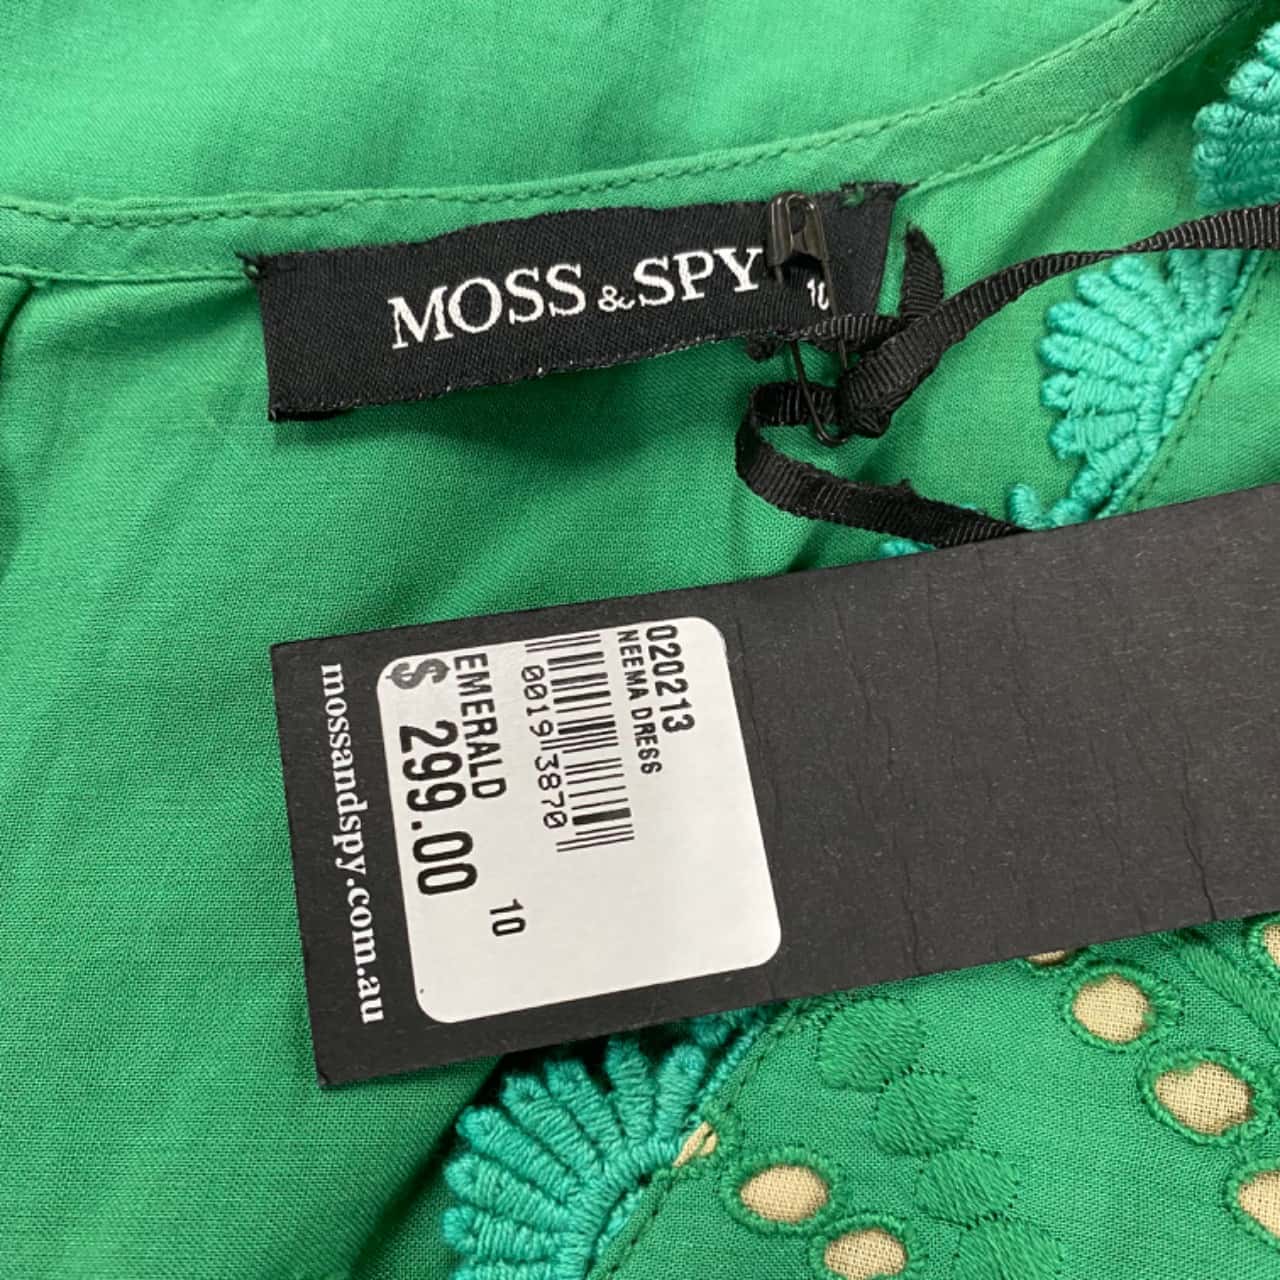 MOSS & SPY
10
020213
NEEMA DRESS
0019 3870
EMERALD 10
$ 299.00
mossandspy.com.au